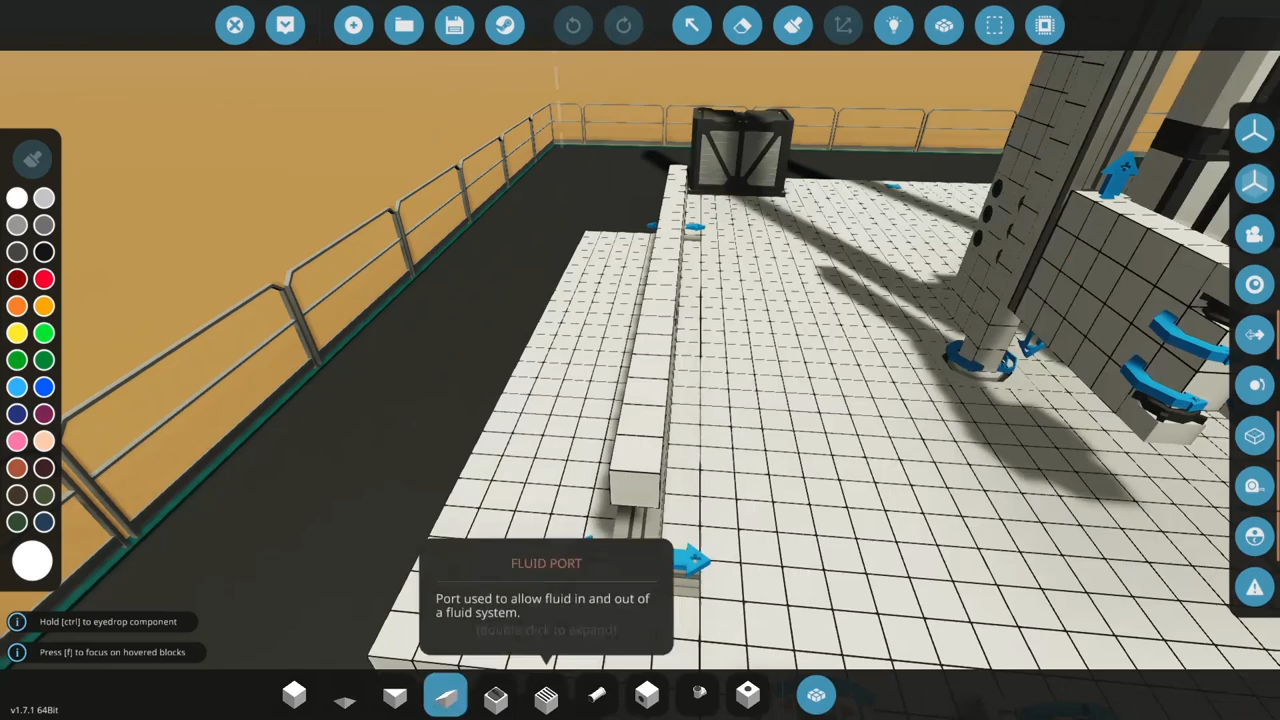 FLUID PORT
Port used to allow fluid in and out of
a fluid system.
(double click to expand)
Hold [ctrl] to eyedrop component
Press [f] to focus on hovered blocks
v1.7.1 64Bit